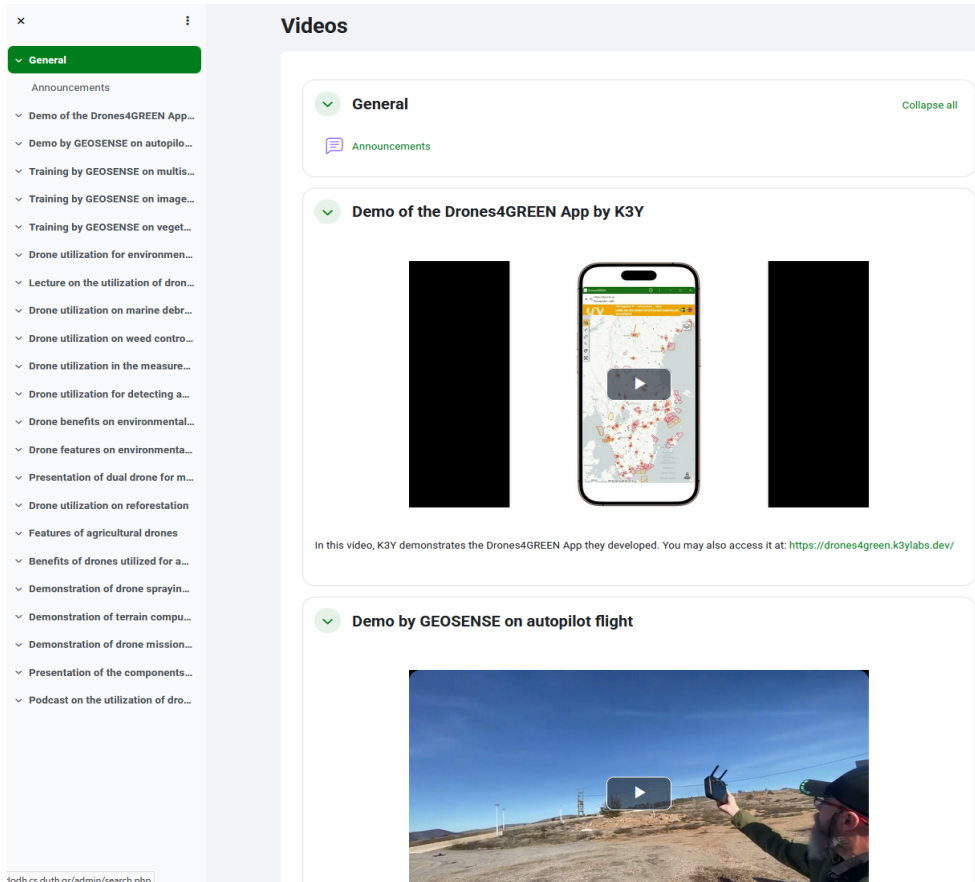 Videos
General
Announcements
Demo of the Drones4GREEN App...
Demo by GEOSENSE on autopilo...
Training by GEOSENSE on multis...
Training by GEOSENSE on image...
Training by GEOSENSE on veget...
Drone utilization for environmen...
Lecture on the utilization of dron...
Drone utilization on marine debr...
Drone utilization on weed contro...
Drone utilization in the measure...
Drone utilization for detecting a...
Drone benefits on environmental...
Drone features on environmenta...
Presentation of dual drone for m...
Drone utilization on reforestation
Features of agricultural drones
Benefits of drones utilized for a...
Demonstration of drone sprayin...
Demonstration of terrain compu...
Demonstration of drone mission...
Presentation of the components...
Podcast on the utilization of dro...
General
Collapse all
Announcements
Demo of the Drones4GREEN App by K3Y
In this video, K3Y demonstrates the Drones4GREEN App they developed. You may also access it at: https://drones4green.k3ylabs.dev/
Demo by GEOSENSE on autopilot flight